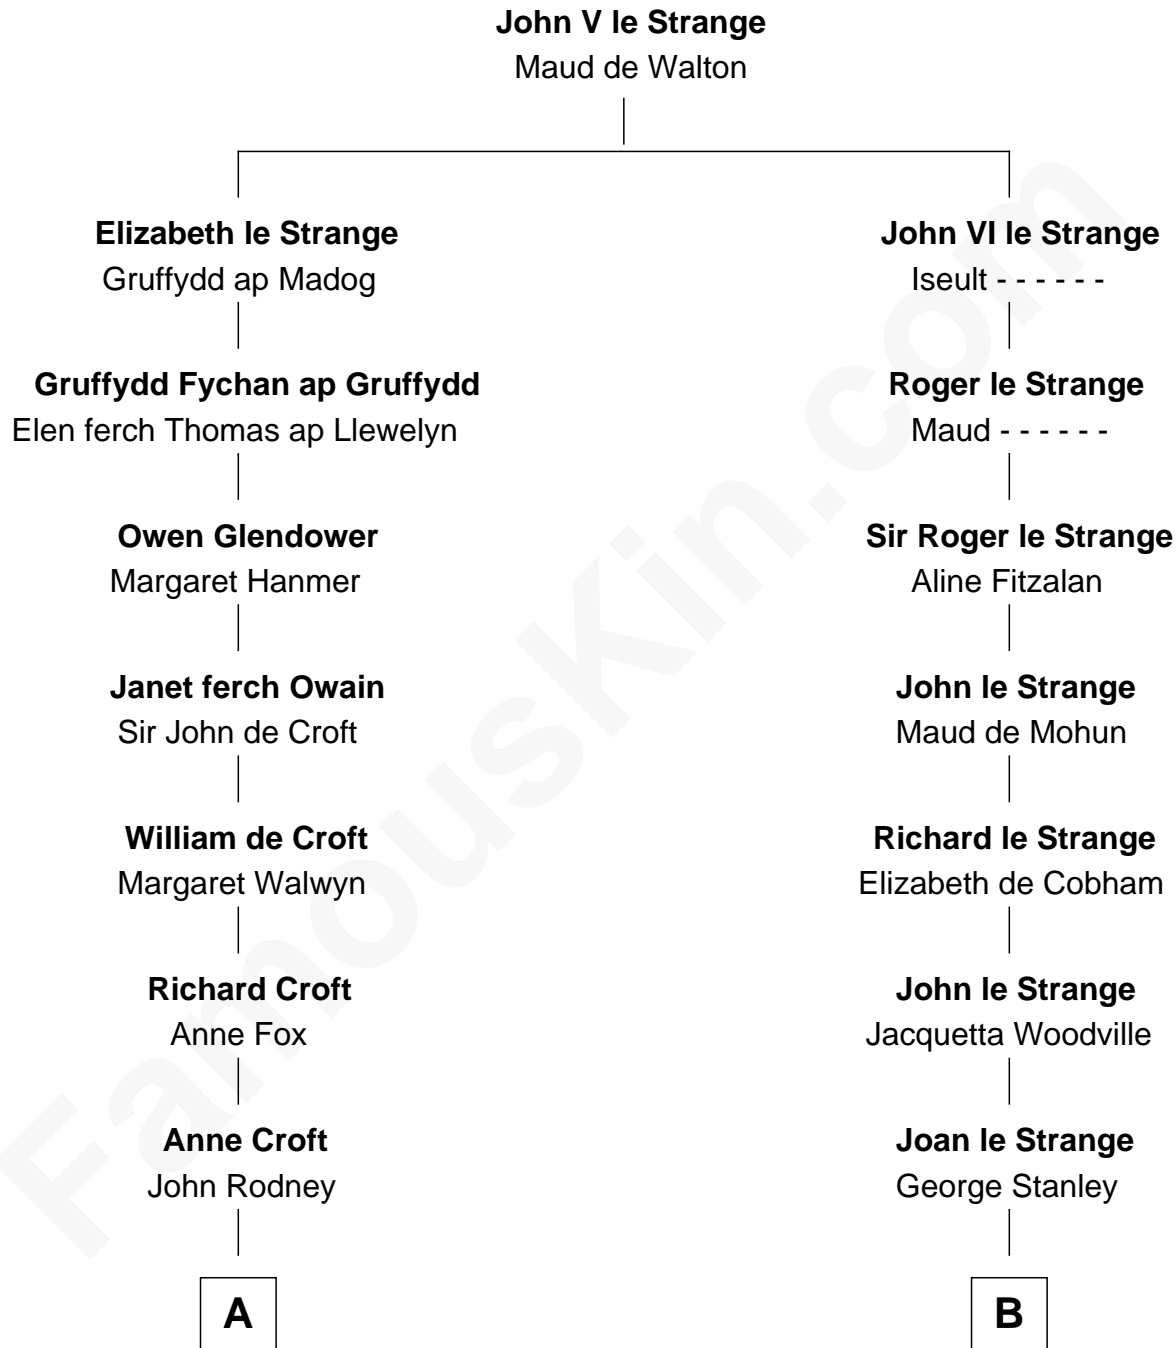 John V le Strange
Maud de Walton
Elizabeth le Strange
Gruffydd ap Madog
John VI le Strange
Iseult - - - - - -
Gruffydd Fychan ap Gruffydd
Elen ferch Thomas ap Llewelyn
Roger le Strange
Maud - - - - - -
Owen Glendower
Margaret Hanmer
Sir Roger le Strange
Aline Fitzalan
Janet ferch Owain
Sir John de Croft
John le Strange
Maud de Mohun
William de Croft
Margaret Walwyn
Richard le Strange
Elizabeth de Cobham
Richard Croft
Anne Fox
John le Strange
Jacquetta Woodville
Anne Croft
John Rodney
Joan le Strange
George Stanley
A
B
FamousKin.com